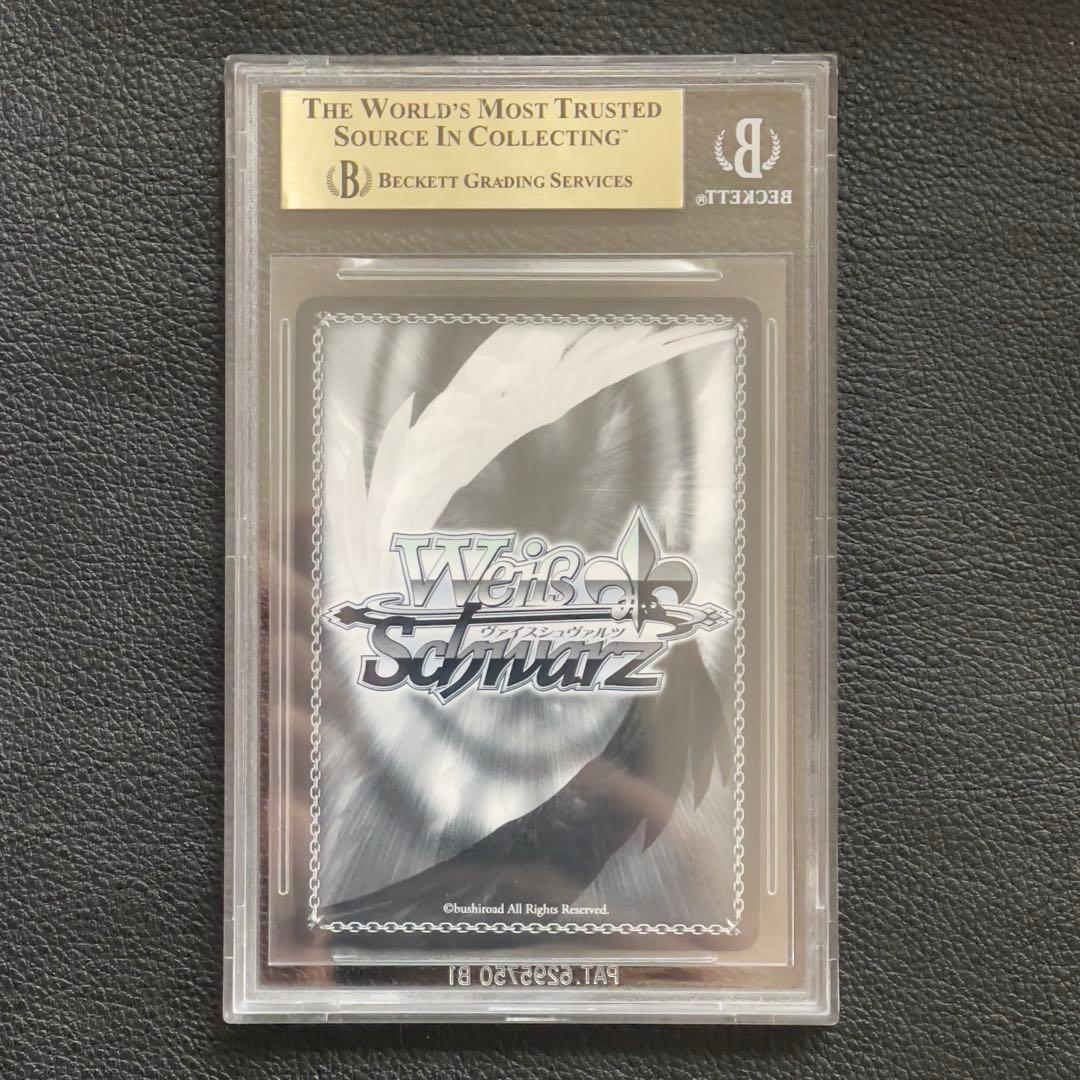 THE WORLD'S MOST TRUSTED
SOURCE IN COLLECTING™
B BECKETT GRADING SERVICES
B
BECKETT®
Weiß
ヴァイスシュヴァルツ
Schwarz
©bushiroad All Rights Reserved.
PAT.6295750 B1